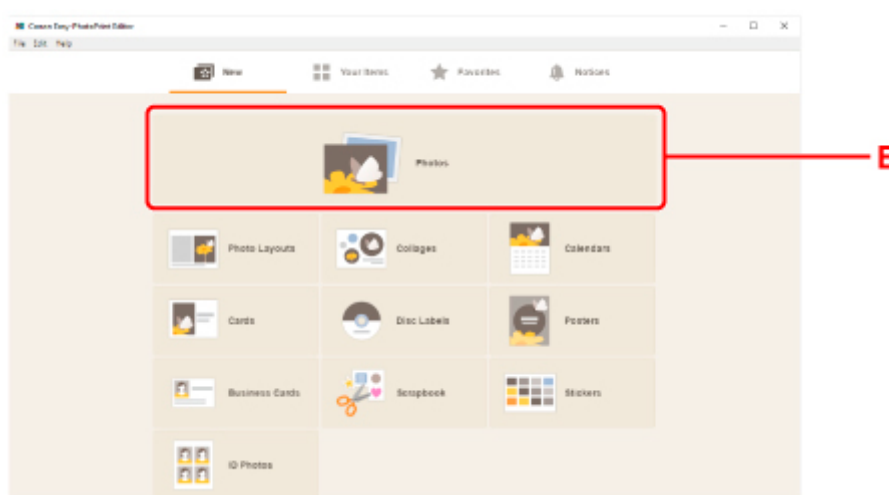 Canon Easy-PhotoPrint Editor
File Edit Help
New Your Items Favorites Notices
Photos
Photo Layouts Collages Calendars
Cards Disc Labels Posters
Business Cards Scrapbook Stickers
ID Photos